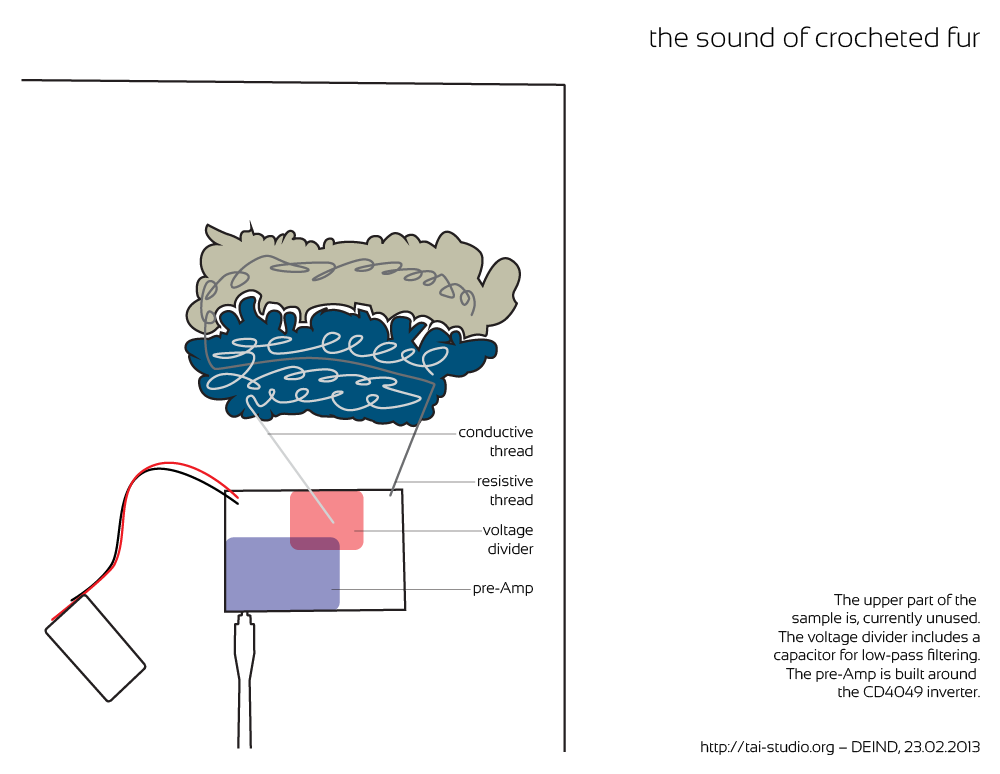 the sound of crocheted fur
conductive
thread
resistive
thread
voltage
divider
pre-Amp
The upper part of the
sample is, currently unused.
The voltage divider includes a
capacitor for low-pass filtering.
The pre-Amp is built around
the CD4049 inverter.
http://tai-studio.org – DEIND, 23.02.2013